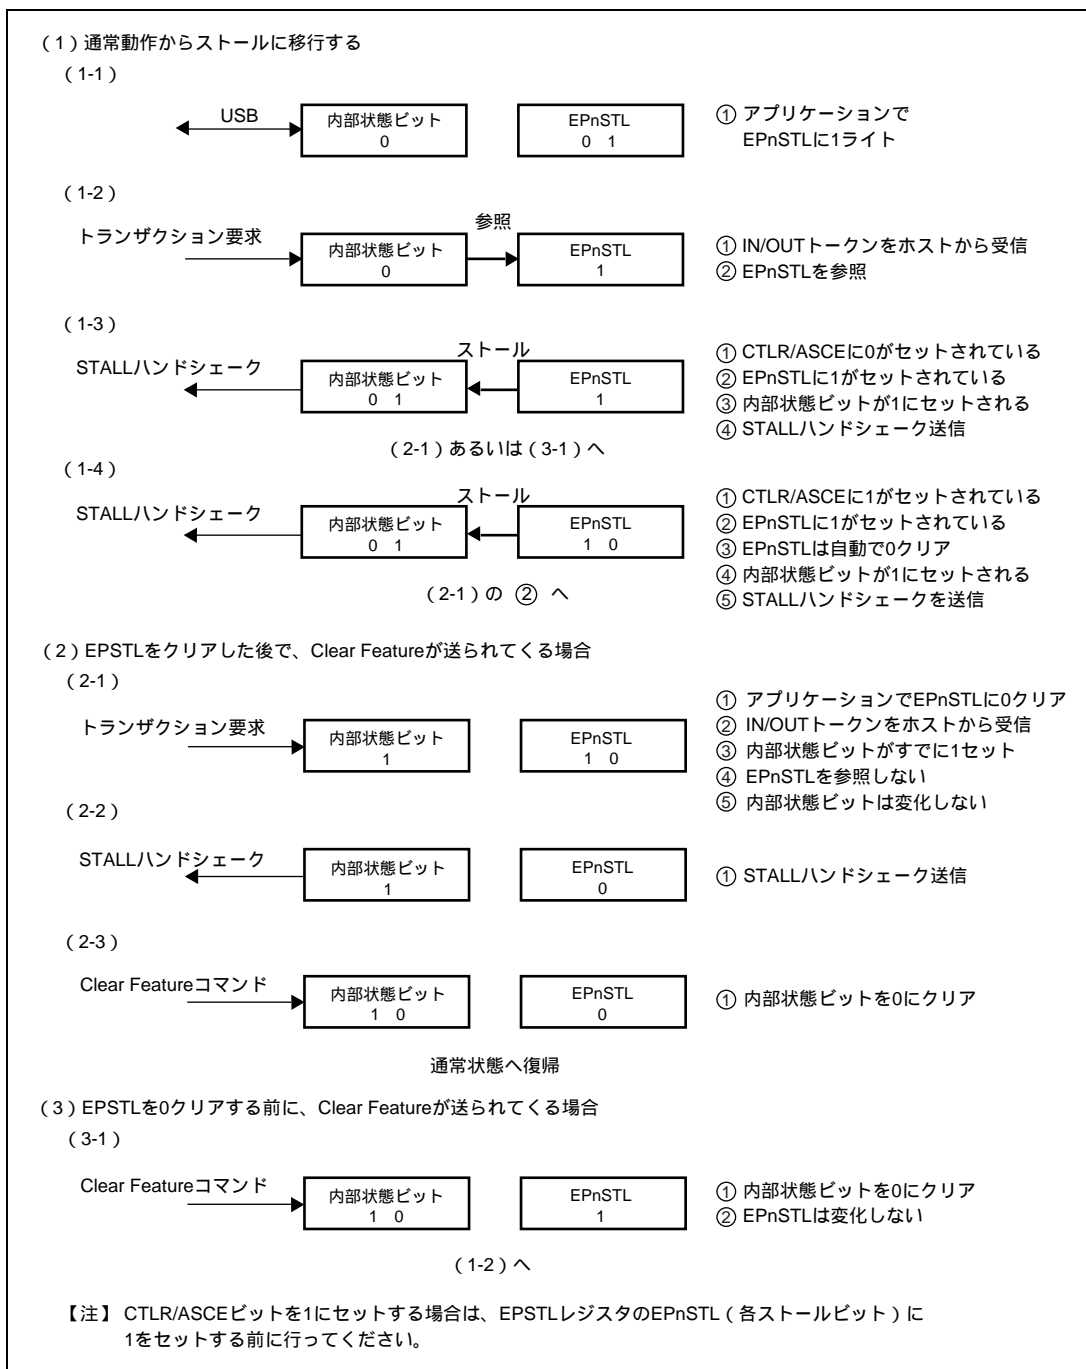 (1)通常動作からストールに移行する
(1-1)
USB
内部状態ビット
0
EPnSTL
0 1
① アプリケーションで
EPnSTLに1ライト
(1-2)
トランザクション要求
内部状態ビット
0
参照
EPnSTL
1
① IN/OUTトークンをホストから受信
② EPnSTLを参照
(1-3)
STALLハンドシェーク
内部状態ビット
0 1
ストール
EPnSTL
1
① CTLR/ASCEに0がセットされている
② EPnSTLに1がセットされている
③ 内部状態ビットが1にセットされる
④ STALLハンドシェーク送信
(2-1)あるいは(3-1)へ
(1-4)
STALLハンドシェーク
内部状態ビット
0 1
ストール
EPnSTL
1 0
① CTLR/ASCEに1がセットされている
② EPnSTLに1がセットされている
③ EPnSTLは自動で0クリア
④ 内部状態ビットが1にセットされる
⑤ STALLハンドシェークを送信
(2-1)の ② へ
(2)EPSTLをクリアした後で、Clear Featureが送られてくる場合
(2-1)
トランザクション要求
内部状態ビット
1
EPnSTL
1 0
① アプリケーションでEPnSTLに0クリア
② IN/OUTトークンをホストから受信
③ 内部状態ビットがすでに1セット
④ EPnSTLを参照しない
⑤ 内部状態ビットは変化しない
(2-2)
STALLハンドシェーク
内部状態ビット
1
EPnSTL
0
① STALLハンドシェーク送信
(2-3)
Clear Featureコマンド
内部状態ビット
1 0
EPnSTL
0
① 内部状態ビットを0にクリア
通常状態へ復帰
(3)EPSTLを0クリアする前に、Clear Featureが送られてくる場合
(3-1)
Clear Featureコマンド
内部状態ビット
1 0
EPnSTL
1
① 内部状態ビットを0にクリア
② EPnSTLは変化しない
(1-2)へ
【注】 CTLR/ASCEビットを1にセットする場合は、EPSTLレジスタのEPnSTL(各ストールビット)に
1をセットする前に行ってください。